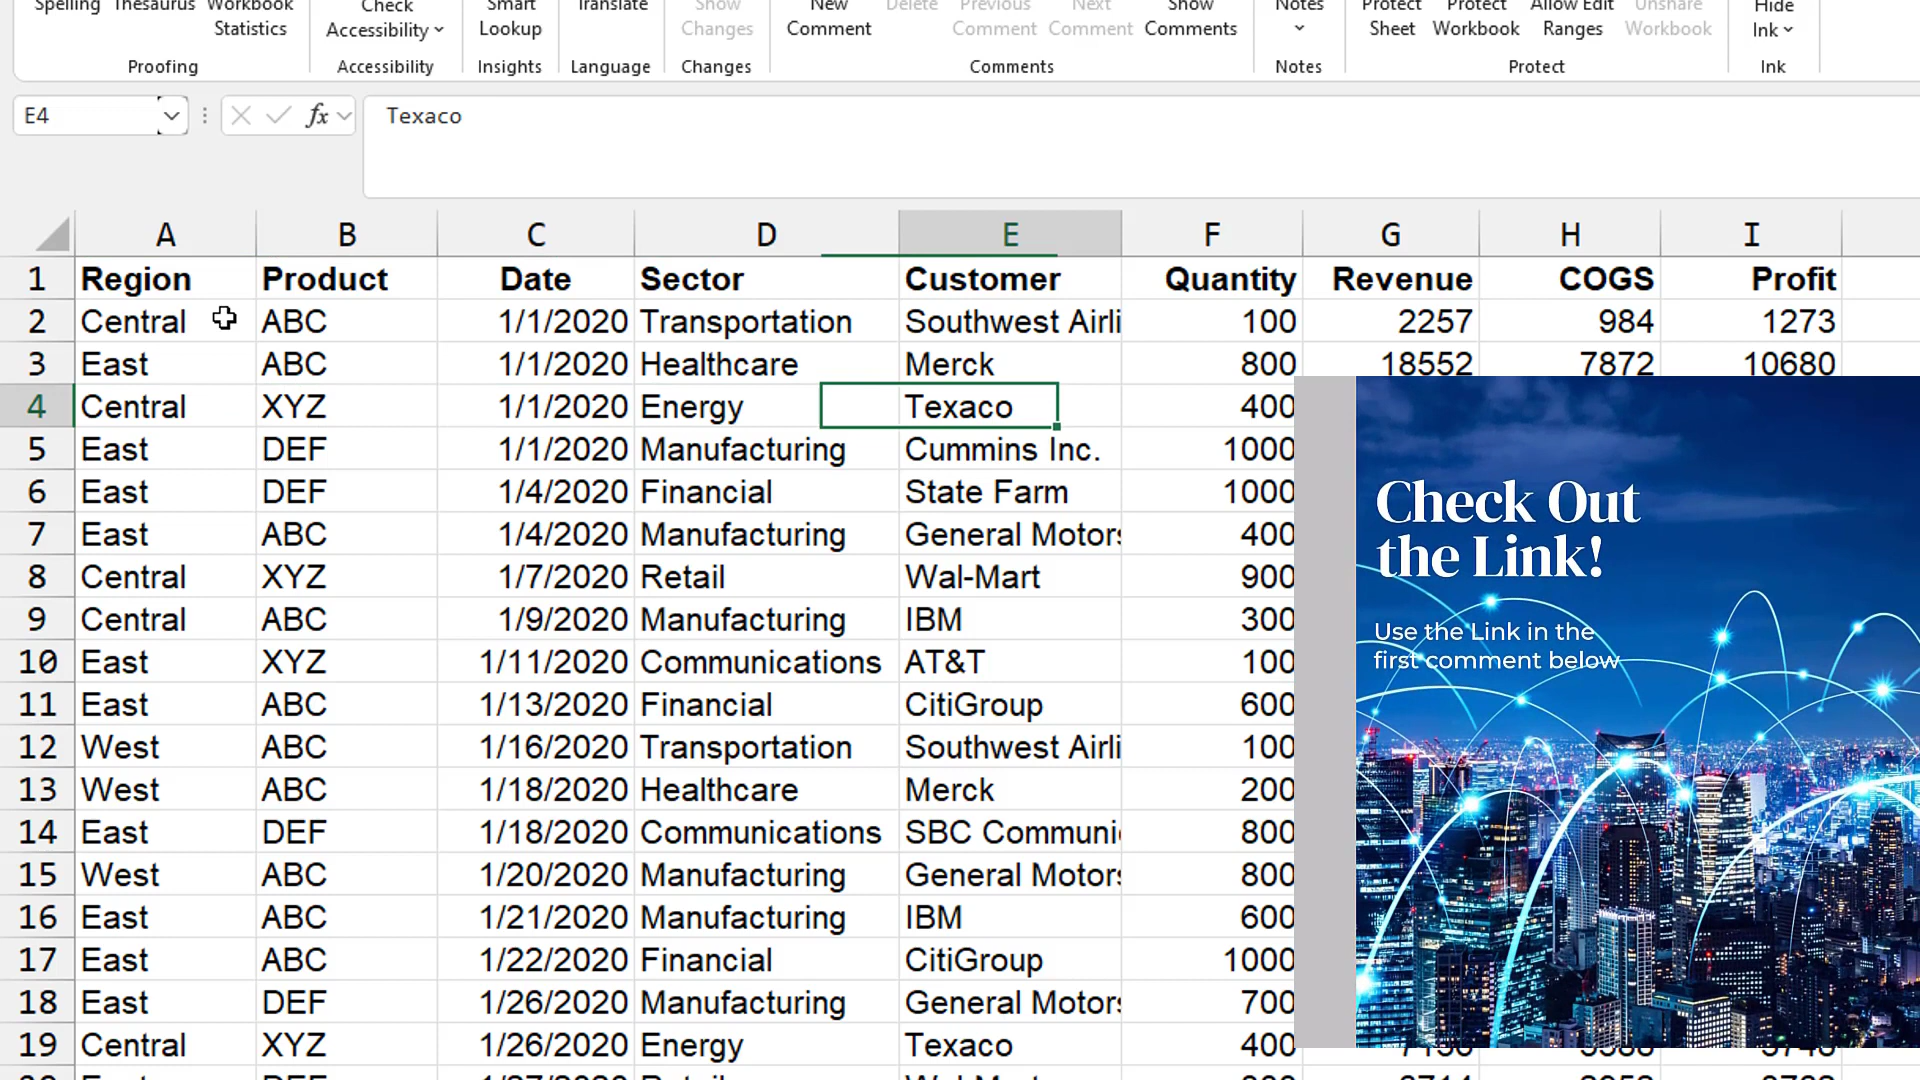 Spelling Thesaurus Workbook Statistics Check Accessibility Smart Lookup Translate Show Changes New Comment Delete Previous Comment Next Comment Show Comments Notes Protect Sheet Protect Workbook Allow Edit Ranges Unshare Workbook Hide Ink
Proofing Accessibility Insights Language Changes Comments Notes Protect Ink
E4 fx Texaco
A B C D E F G H I
1 Region Product Date Sector Customer Quantity Revenue COGS Profit
2 Central ABC 1/1/2020 Transportation Southwest Airli 100 2257 984 1273
3 East ABC 1/1/2020 Healthcare Merck 800 18552 7872 10680
4 Central XYZ 1/1/2020 Energy Texaco 400
5 East DEF 1/1/2020 Manufacturing Cummins Inc. 1000
6 East DEF 1/4/2020 Financial State Farm 1000
7 East ABC 1/4/2020 Manufacturing General Motors 400
8 Central XYZ 1/7/2020 Retail Wal-Mart 900
9 Central ABC 1/9/2020 Manufacturing IBM 300
10 East XYZ 1/11/2020 Communications AT&T 100
11 East ABC 1/13/2020 Financial CitiGroup 600
12 West ABC 1/16/2020 Transportation Southwest Airli 100
13 West ABC 1/18/2020 Healthcare Merck 200
14 East DEF 1/18/2020 Communications SBC Communi 800
15 West ABC 1/20/2020 Manufacturing General Motors 800
16 East ABC 1/21/2020 Manufacturing IBM 600
17 East ABC 1/22/2020 Financial CitiGroup 1000
18 East DEF 1/26/2020 Manufacturing General Motors 700
19 Central XYZ 1/26/2020 Energy Texaco 400
Check Out
the Link!
Use the Link in the
first comment below